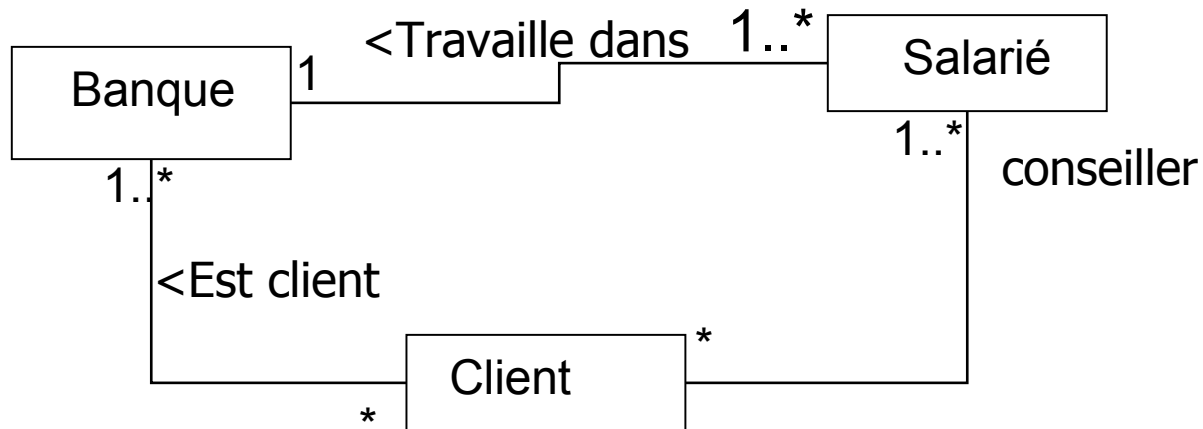 <Travaille dans
1..*
Salarié
Banque
1
1..*
conseiller
1..*
<Est client
*
Client
*